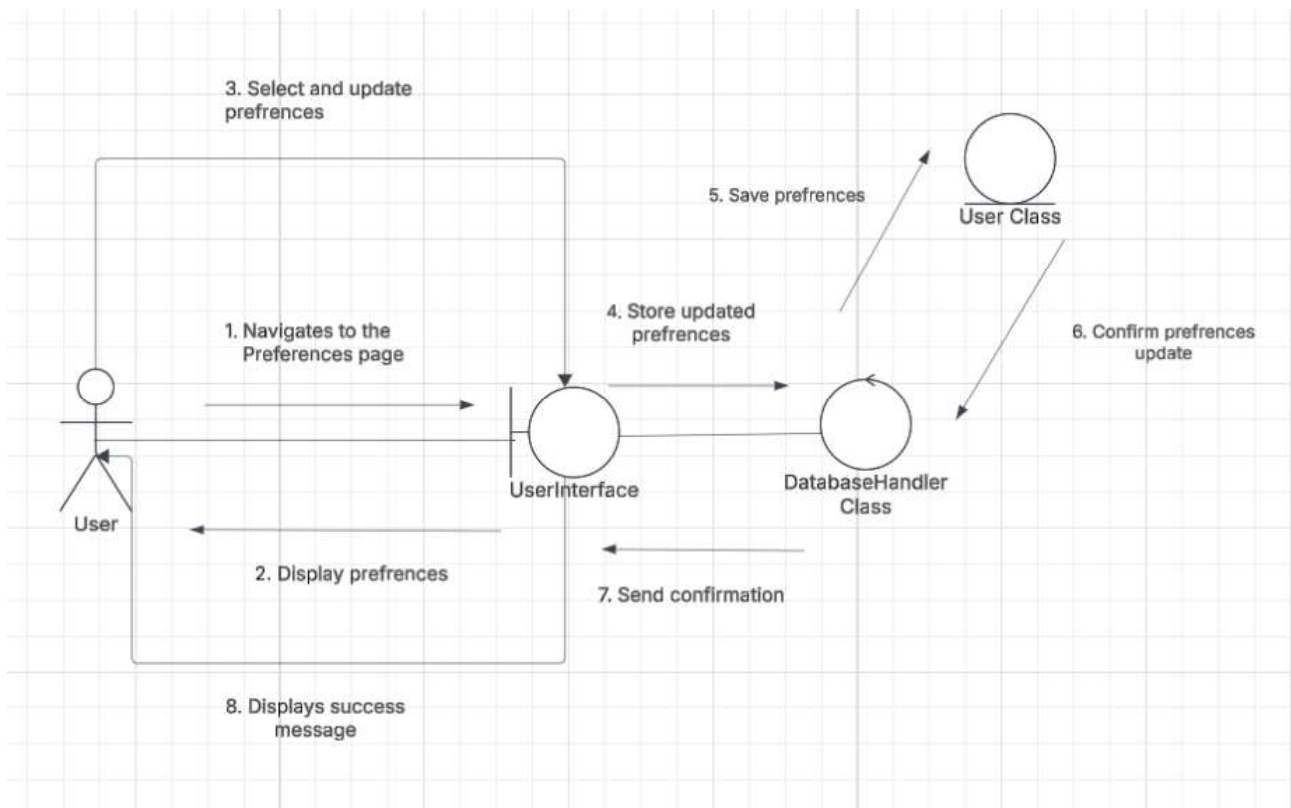 3. Select and update
prefrences
5. Save prefrences
User Class
1. Navigates to the
Preferences page
4. Store updated
prefrences
6. Confirm prefrences
update
UserInterface
DatabaseHandler
Class
User
2. Display prefrences
7. Send confirmation
8. Displays success
message